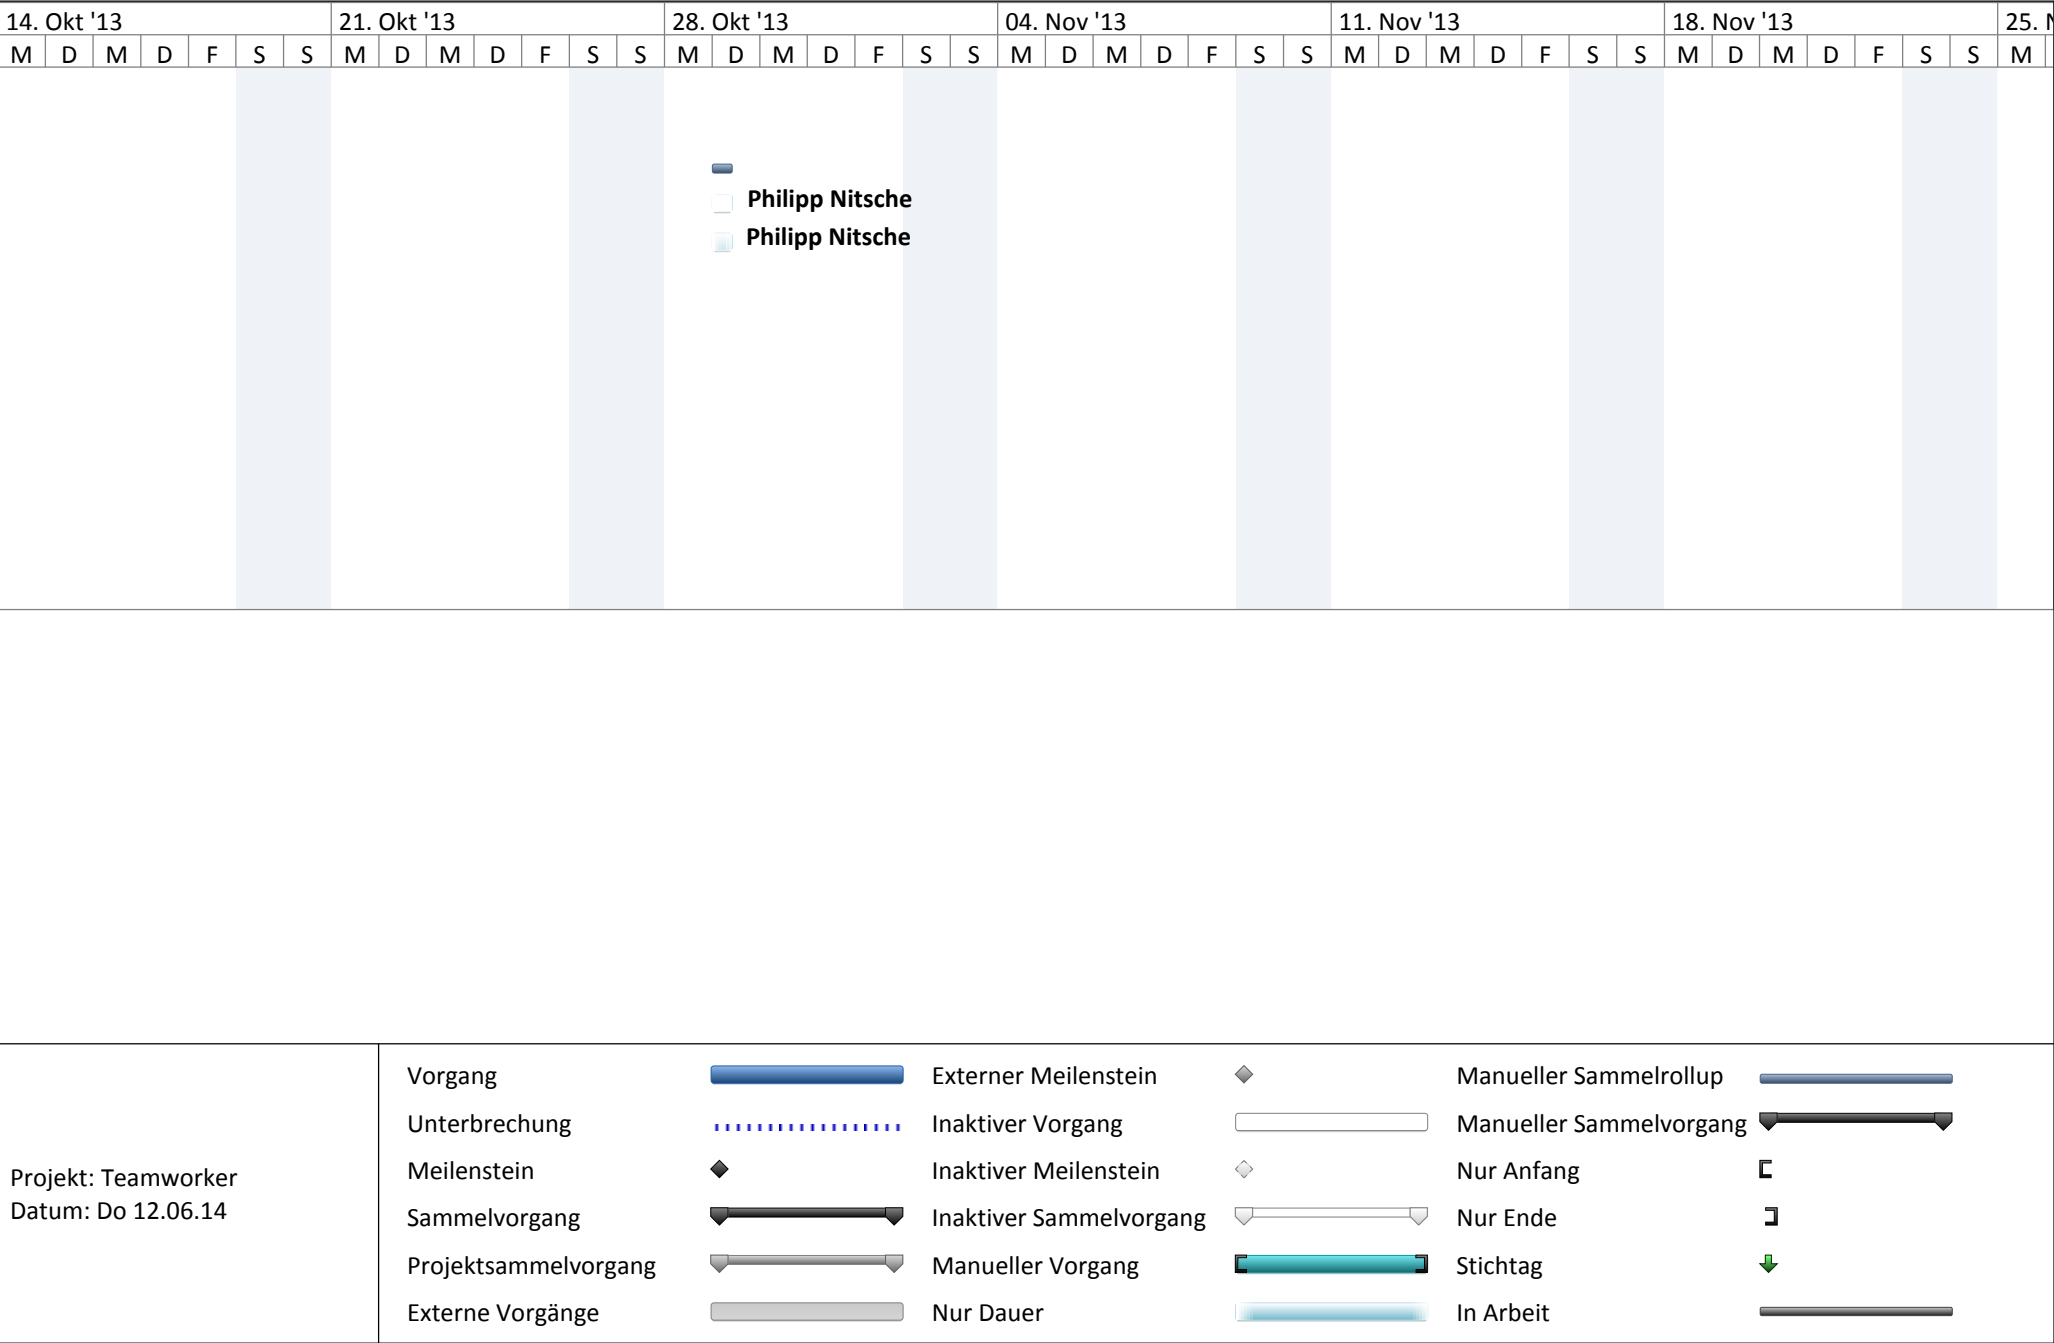 14. Okt '13 21. Okt '13 28. Okt '13 04. Nov '13 11. Nov '13 18. Nov '13 25.
M D M D F S S M D M D F S S M D M D F S S M D M D F S S M D M D F S S M D M D F S S M
Philipp Nitsche
Philipp Nitsche
Projekt: Teamworker
Datum: Do 12.06.14
Vorgang
Unterbrechung
Meilenstein
Sammelvorgang
Projektsammelvorgang
Externe Vorgänge
Externer Meilenstein
Inaktiver Vorgang
Inaktiver Meilenstein
Inaktiver Sammelvorgang
Manueller Vorgang
Nur Dauer
Manueller Sammelrollup
Manueller Sammelvorgang
Nur Anfang
Nur Ende
Stichtag
In Arbeit